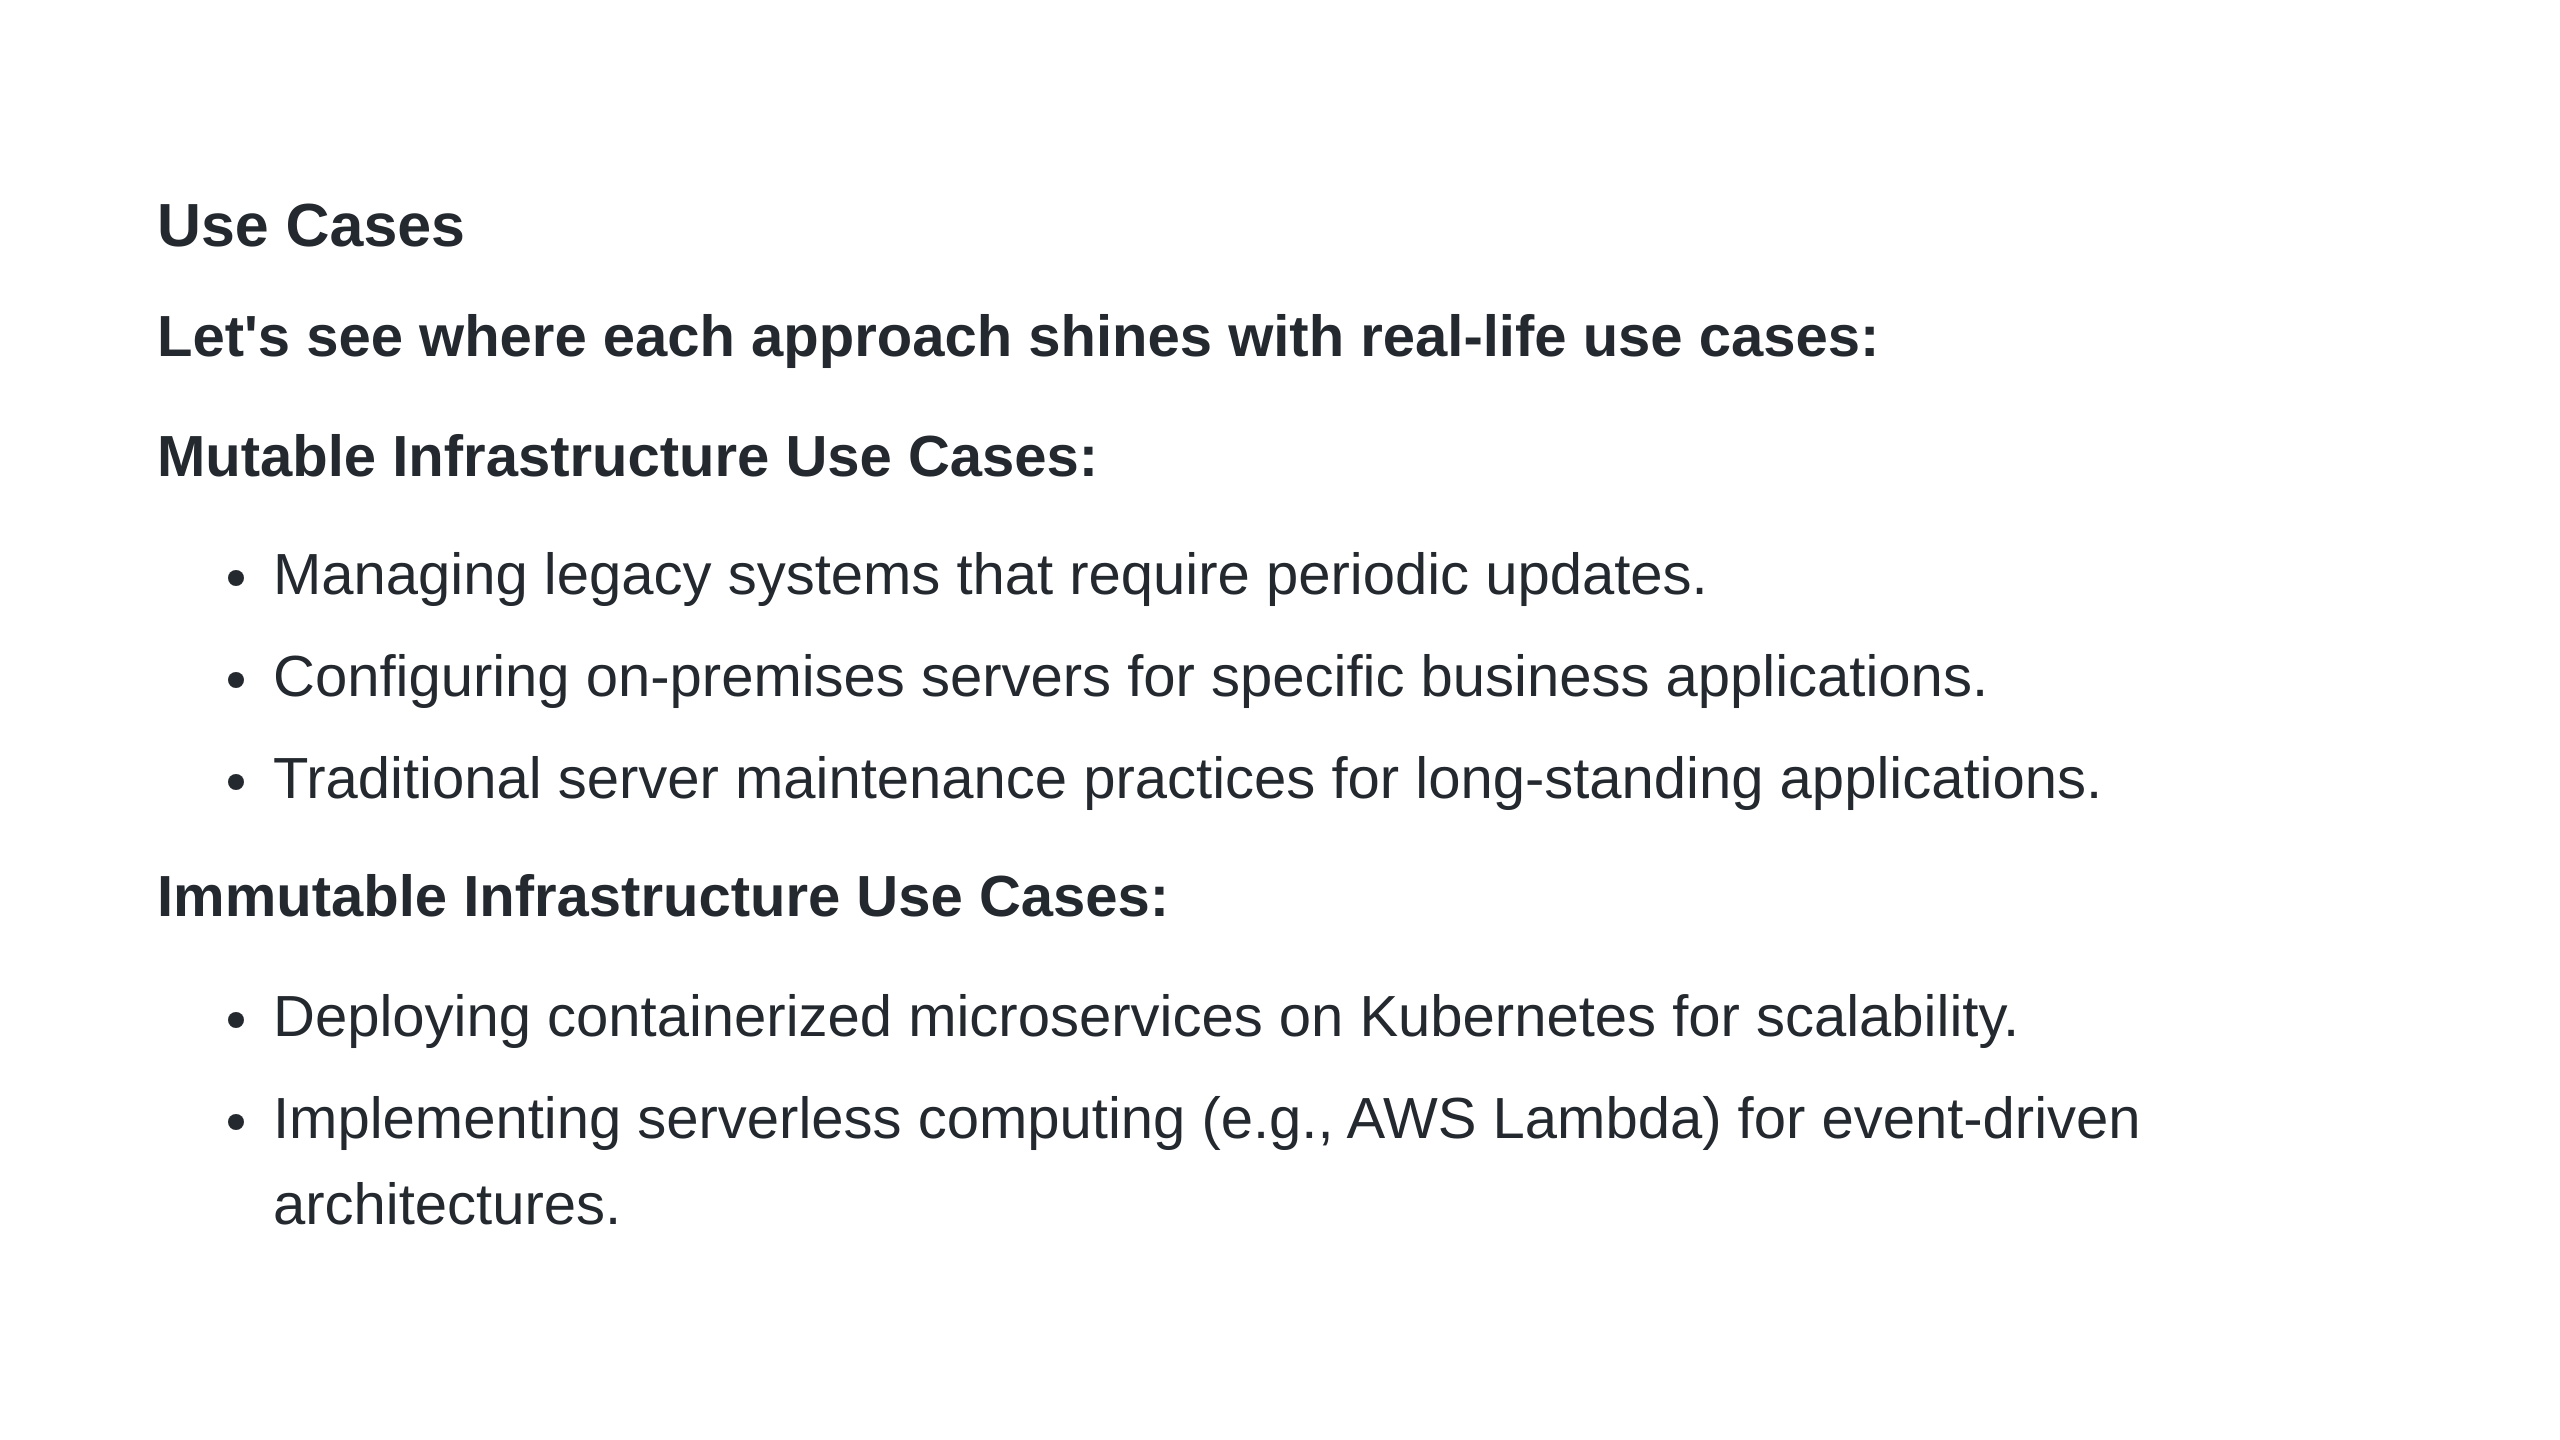 Use Cases
Let's see where each approach shines with real-life use cases:
Mutable Infrastructure Use Cases:
• Managing legacy systems that require periodic updates.
• Configuring on-premises servers for specific business applications.
• Traditional server maintenance practices for long-standing applications.
Immutable Infrastructure Use Cases:
• Deploying containerized microservices on Kubernetes for scalability.
• Implementing serverless computing (e.g., AWS Lambda) for event-driven
architectures.